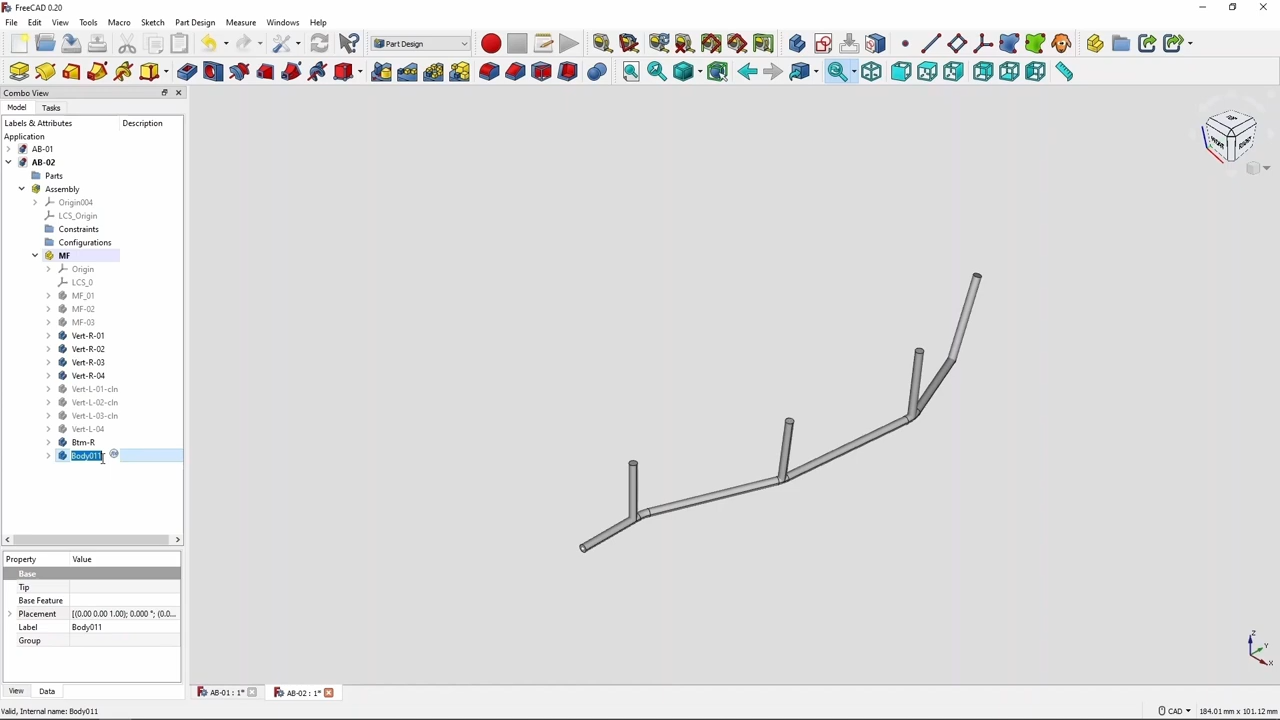 FreeCAD 0.20
File Edit View Tools Macro Sketch Part Design Measure Windows Help
Part Design
Combo View
Model Tasks
Labels & Attributes Description
Application
AB-01
AB-02
Parts
Assembly
Origin004
LCS_Origin
Constraints
Configurations
MF
Origin
LCS_0
MF_01
MF-02
MF-03
Vert-R-01
Vert-R-02
Vert-R-03
Vert-R-04
Vert-L-01-cln
Vert-L-02-cln
Vert-L-03-cln
Vert-L-04
Btm-R
Body011
Property Value
Base
Tip
Base Feature
Placement [(0.00 0.00 1.00); 0.000 °; (0.0...
Label Body011
Group
View Data
AB-01 : 1* AB-02 : 1*
Z
Y
X
Valid, Internal name: Body011
CAD 184.01 mm x 101.12 mm